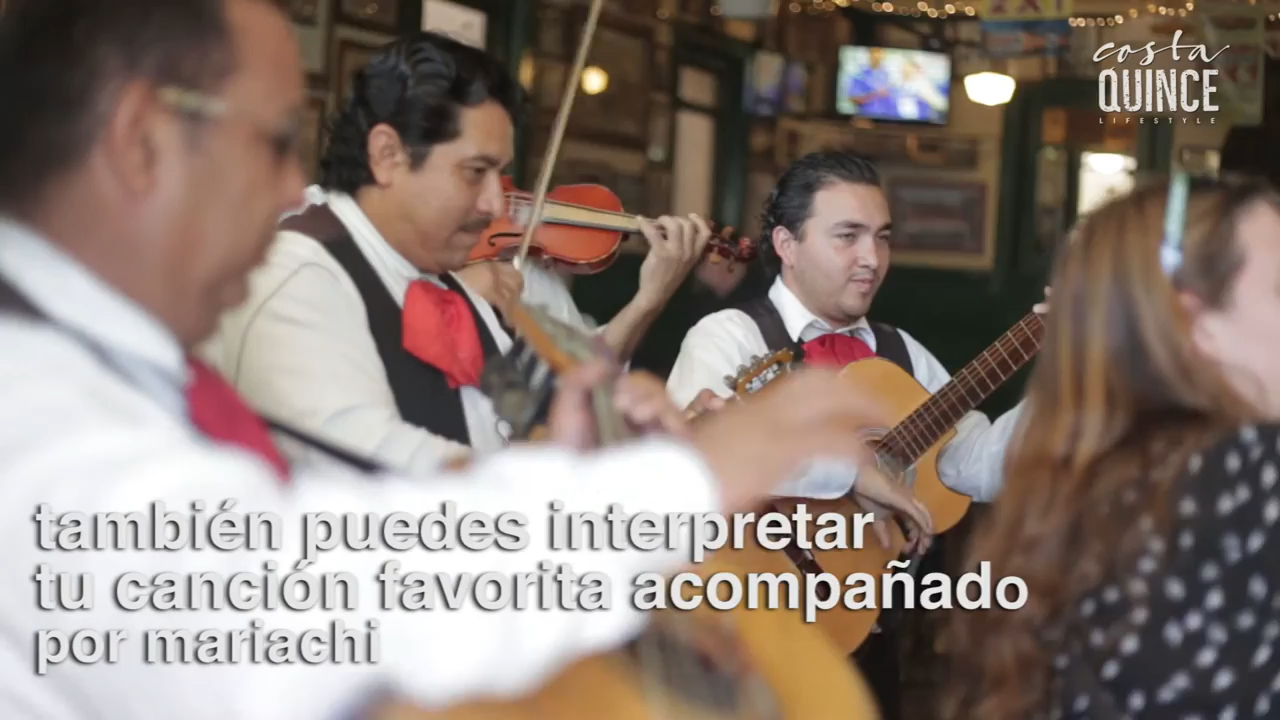 costa
QUINCE
LIFESTYLE
también puedes interpretar
tu canción favorita acompañado
por mariachi